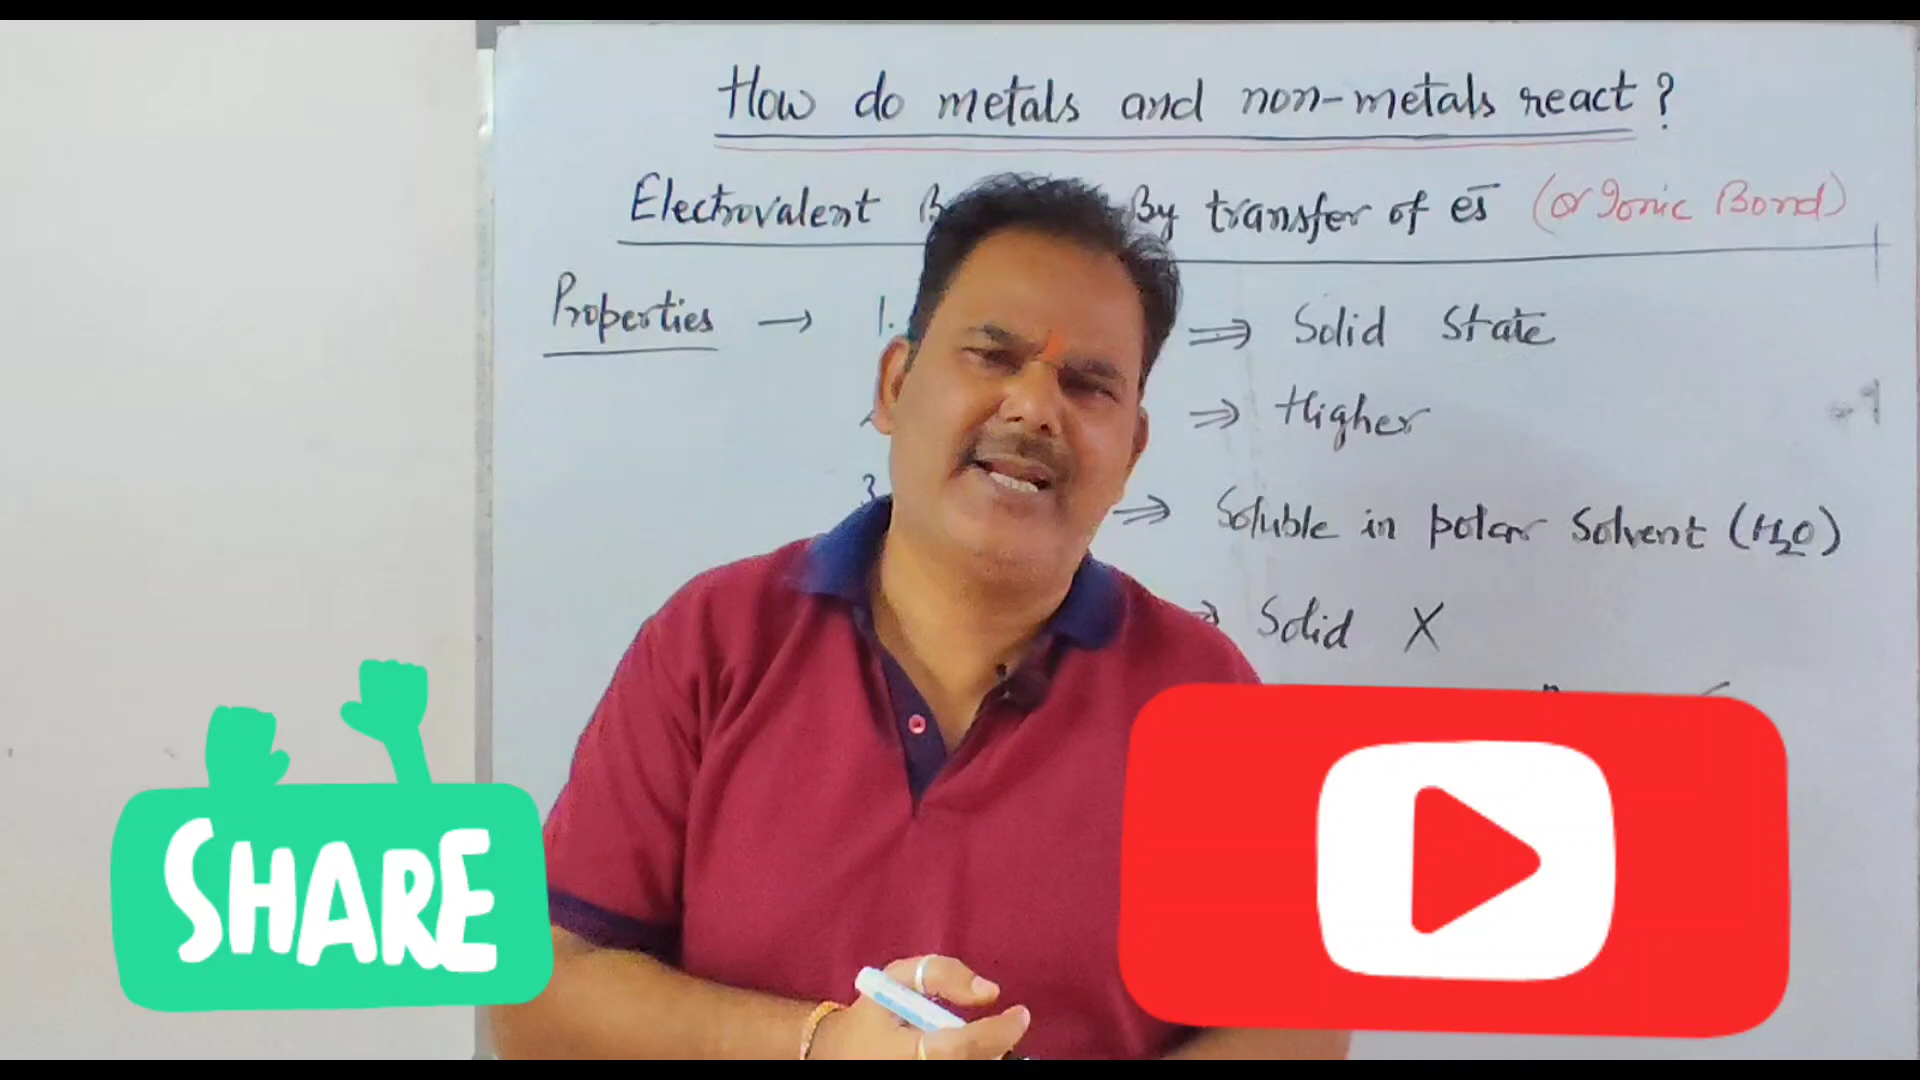 How do metals and non-metals react?
Electrovalent By transfer of es̄ (or Ionic Bond)
Properties → 1. ⇒ Solid State
⇒ Higher
3. ⇒ Soluble in polar Solvent (H2O)
⇒ Solid X
SHARE